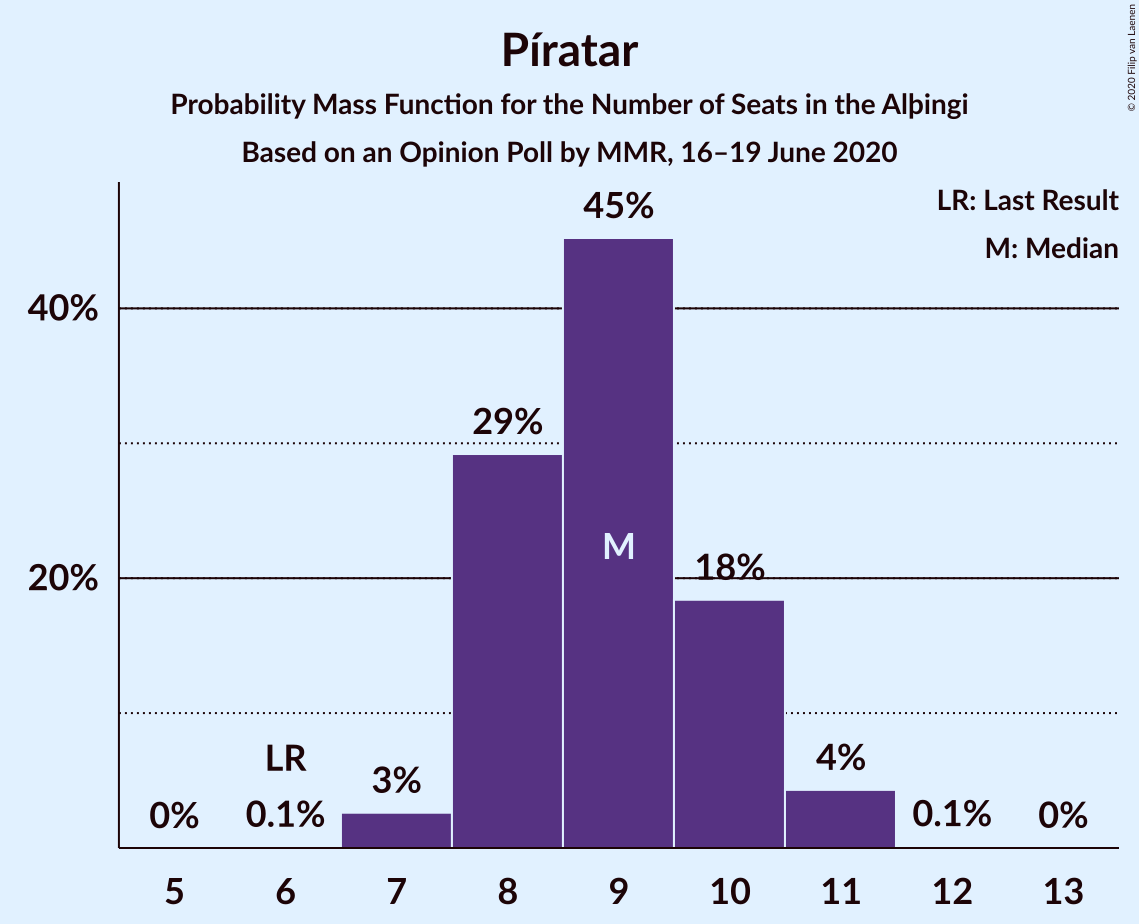 Píratar
Probability Mass Function for the Number of Seats in the Alþingi
Based on an Opinion Poll by MMR, 16–19 June 2020
© 2020 Filip van Laenen
LR: Last Result
M: Median
45%
40%
29%
M
18%
20%
LR
4%
3%
0%
0.1%
0.1%
0%
5 6 7 8 9 10 11 12 13